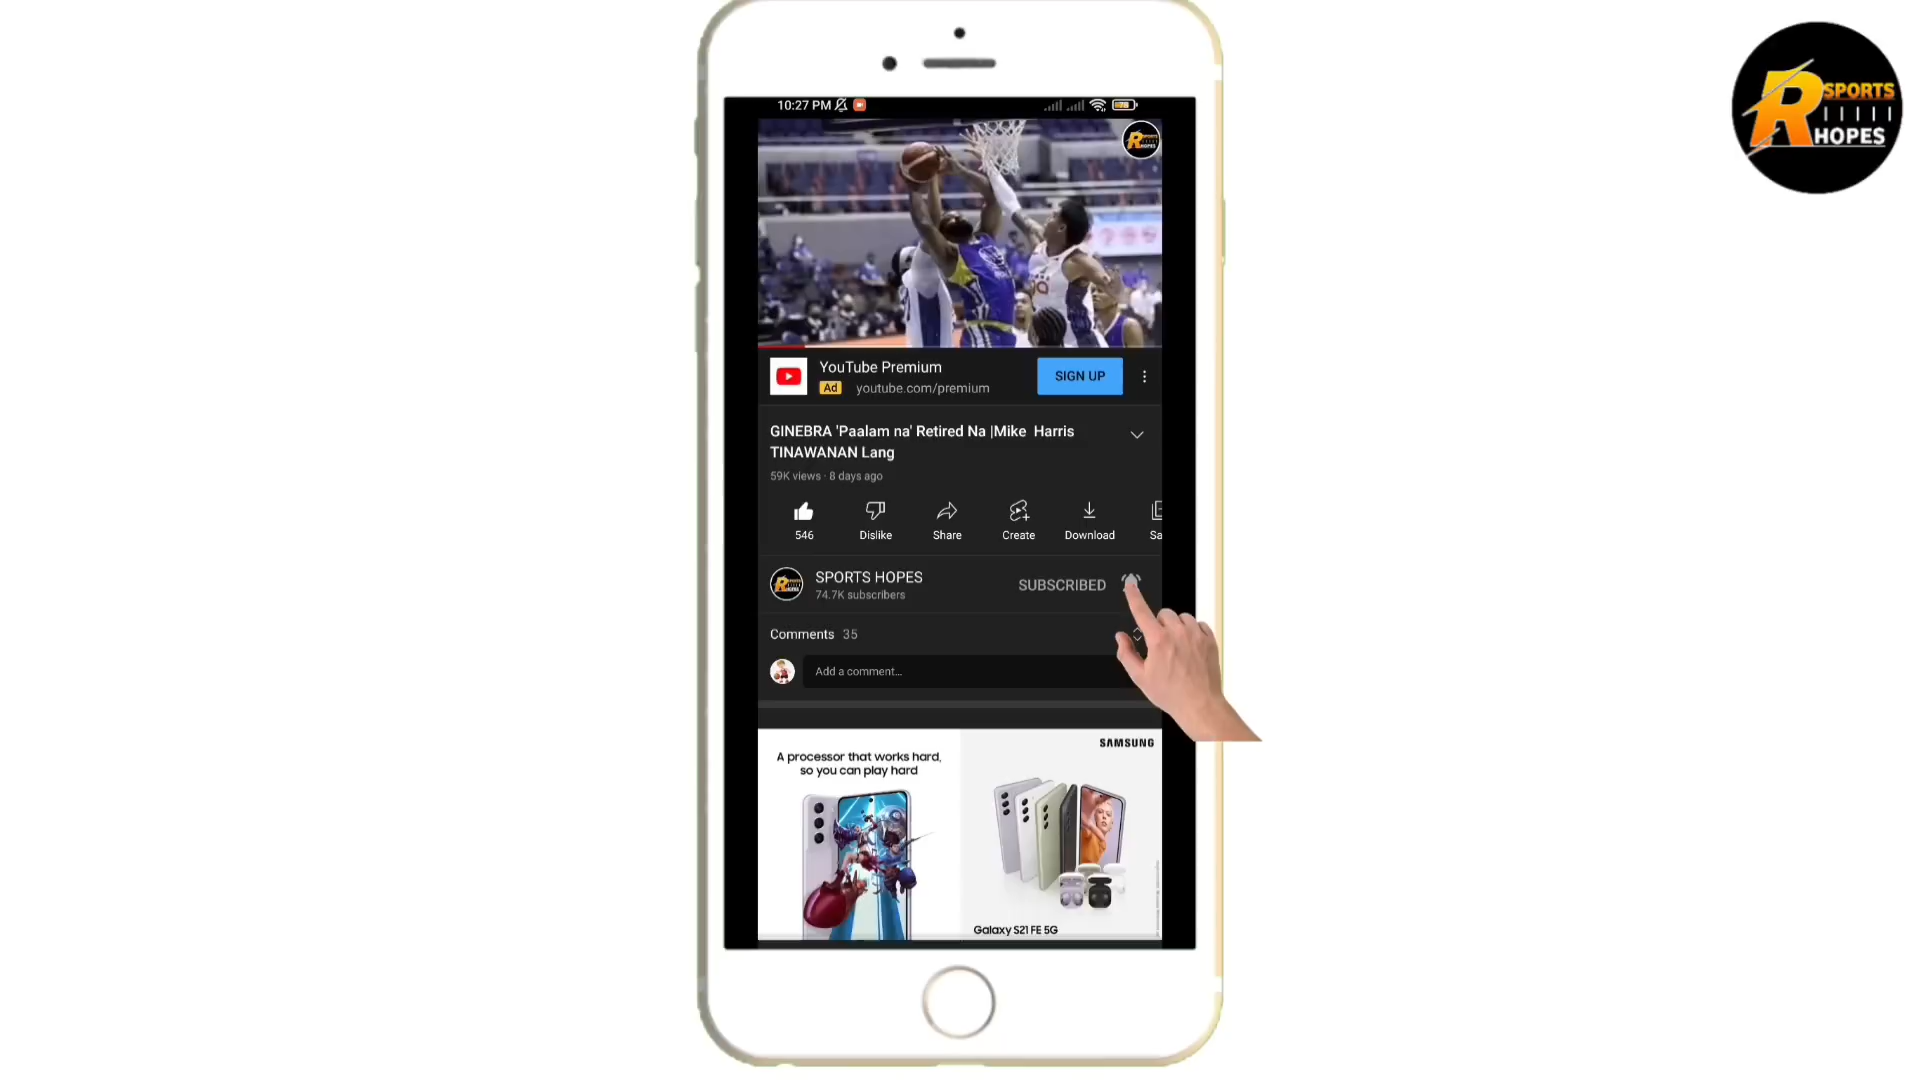 SPORTS
HOPES
10:27 PM
YouTube Premium
SIGN UP
Ad youtube.com/premium
GINEBRA 'Paalam na' Retired Na |Mike Harris
TINAWANAN Lang
59K views · 8 days ago
546
Dislike
Share
Create
Download
Sa
SPORTS HOPES
74.7K subscribers
SUBSCRIBED
Comments 35
Add a comment...
A processor that works hard,
so you can play hard
SAMSUNG
Galaxy S21 FE 5G